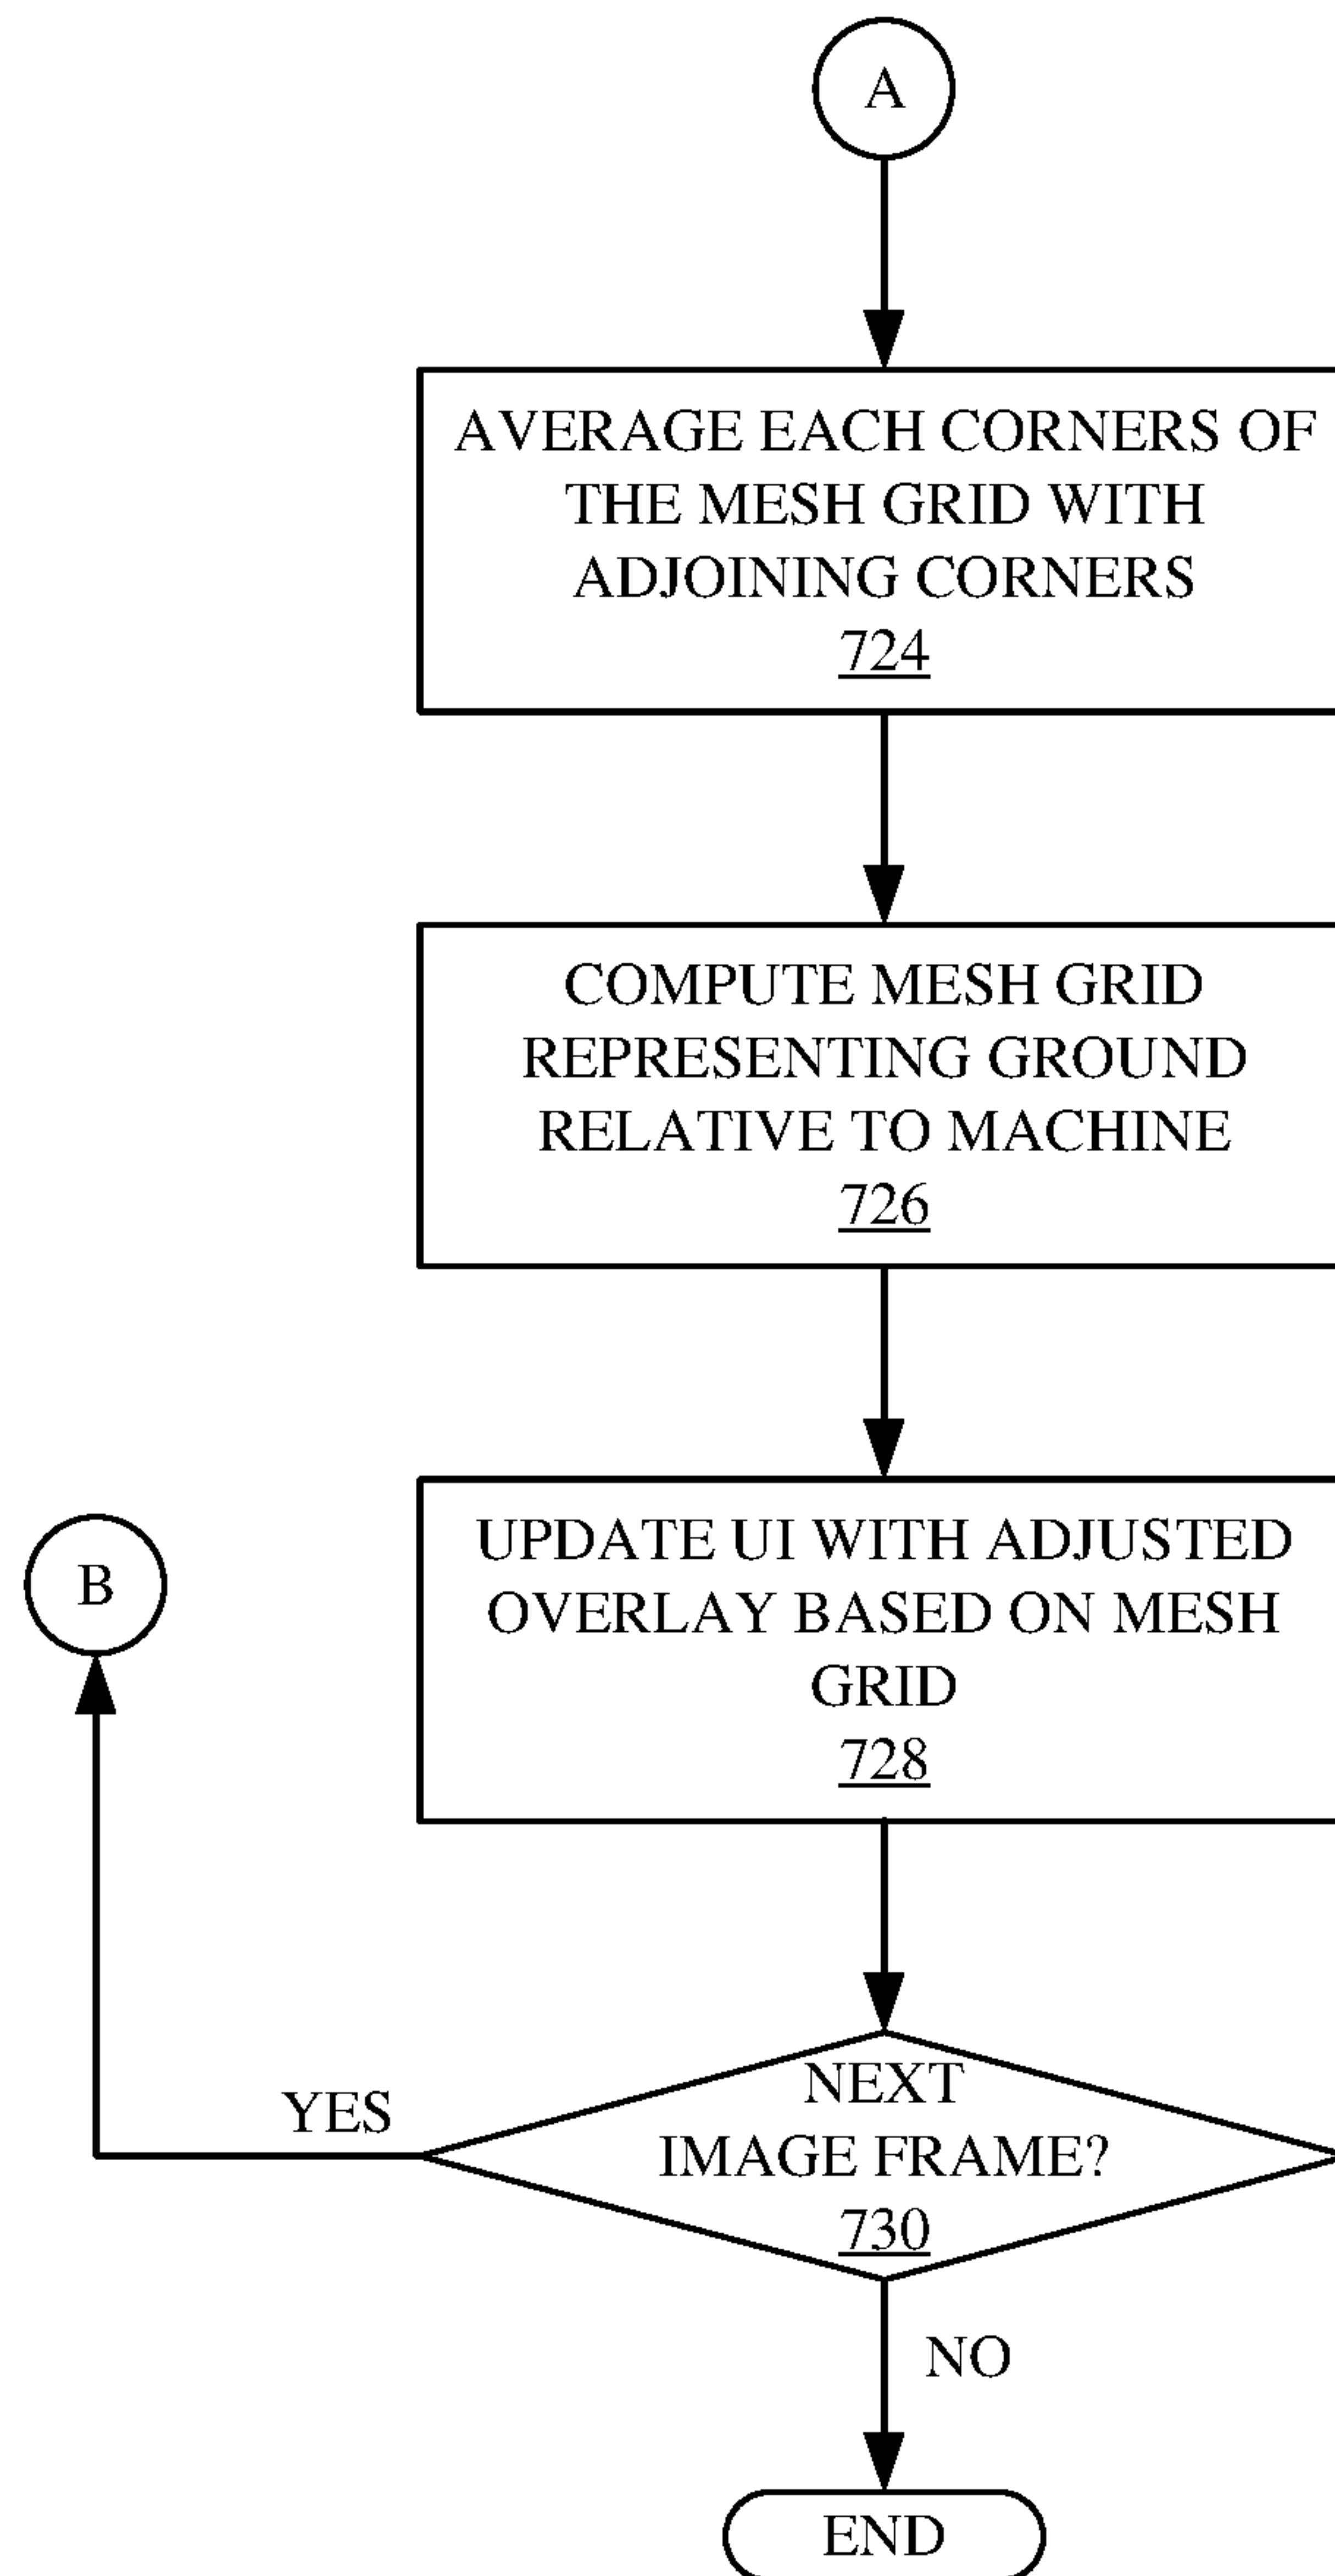 A
AVERAGE EACH CORNERS OF
THE MESH GRID WITH
ADJOINING CORNERS
724
COMPUTE MESH GRID
REPRESENTING GROUND
RELATIVE TO MACHINE
726
UPDATE UI WITH ADJUSTED
OVERLAY BASED ON MESH
GRID
728
B
NEXT
IMAGE FRAME?
730
YES
NO
END